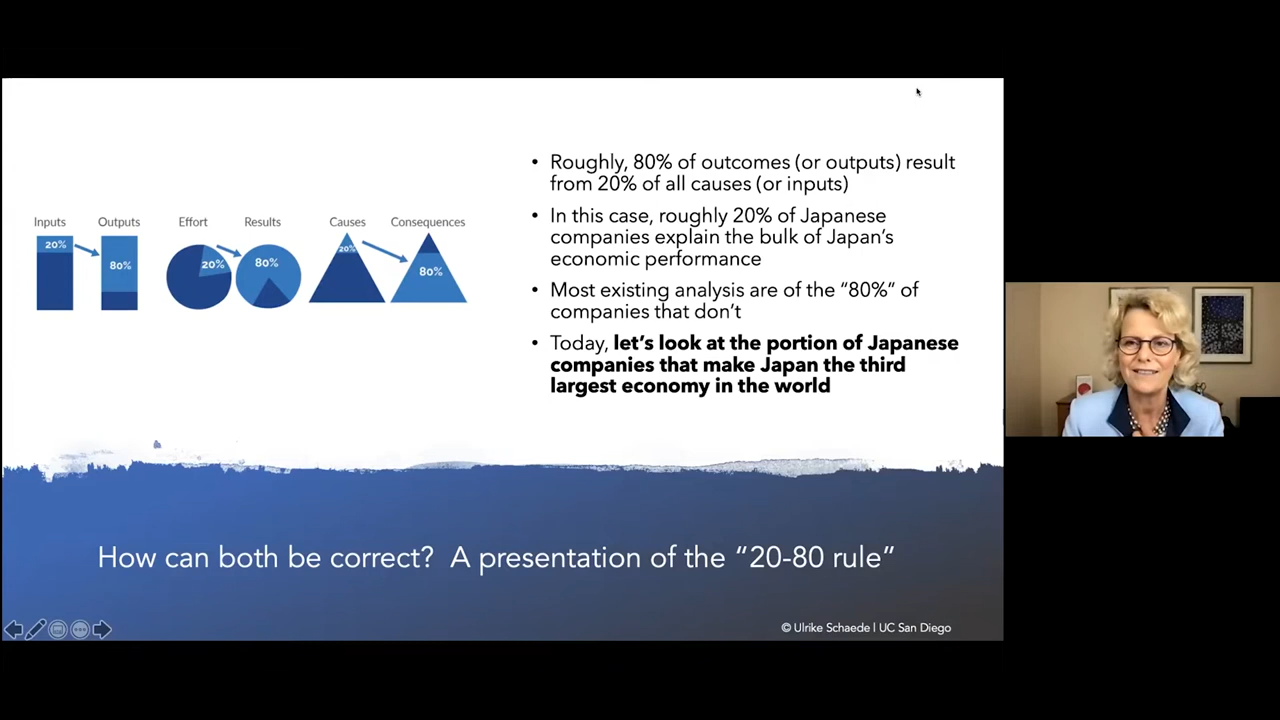 Inputs Outputs Effort Results Causes Consequences
20% 80% 20% 80% 20% 80%
• Roughly, 80% of outcomes (or outputs) result
from 20% of all causes (or inputs)
• In this case, roughly 20% of Japanese
companies explain the bulk of Japan’s
economic performance
• Most existing analysis are of the “80%” of
companies that don’t
• Today, let’s look at the portion of Japanese
companies that make Japan the third
largest economy in the world
How can both be correct?  A presentation of the “20-80 rule”
© Ulrike Schaede | UC San Diego